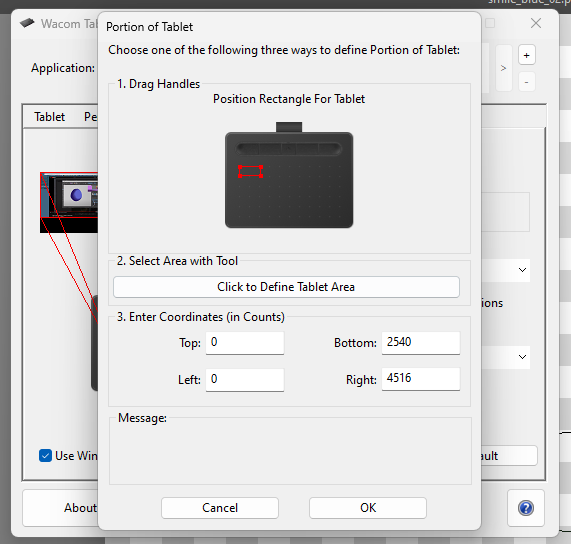 smile_blue_02.p
Wacom Tab
Portion of Tablet
Choose one of the following three ways to define Portion of Tablet:
Application:
>
+
-
1. Drag Handles
Position Rectangle For Tablet
Tablet
Pe
2. Select Area with Tool
Click to Define Tablet Area
ions
3. Enter Coordinates (in Counts)
Top: 0 Bottom: 2540
Left: 0 Right: 4516
Message:
Use Win
ault
About
Cancel
OK
?